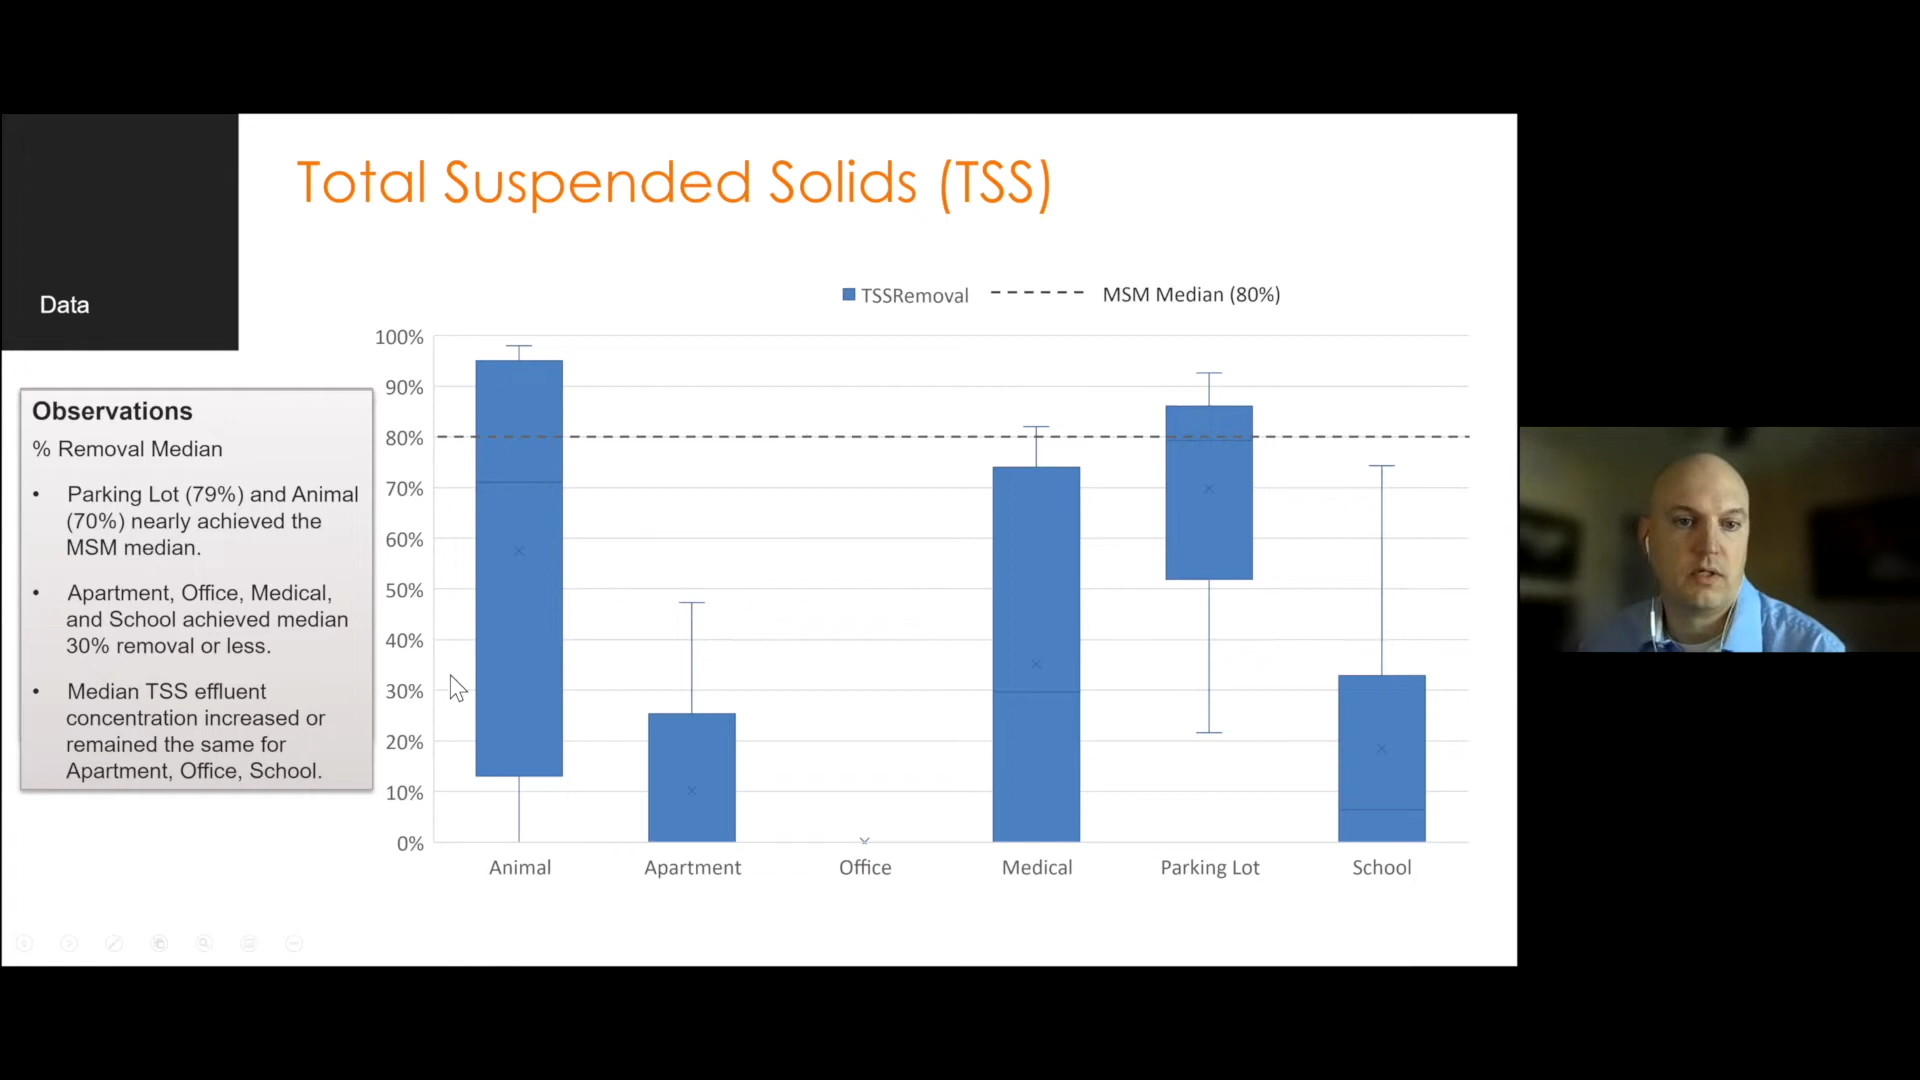 Total Suspended Solids (TSS)
Data
Observations
% Removal Median
• Parking Lot (79%) and Animal
(70%) nearly achieved the
MSM median.
• Apartment, Office, Medical,
and School achieved median
30% removal or less.
• Median TSS effluent
concentration increased or
remained the same for
Apartment, Office, School.
TSSRemoval MSM Median (80%)
100%
90%
80%
70%
60%
50%
40%
30%
20%
10%
0%
Animal Apartment Office Medical Parking Lot School